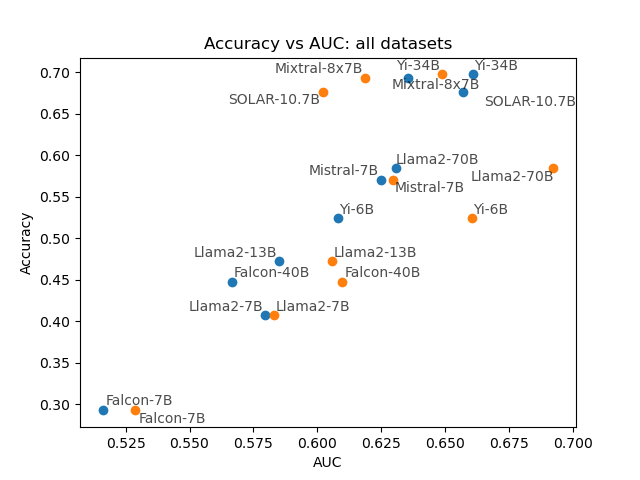 Accuracy vs AUC: all datasets
0.70
0.65
0.60
0.55
0.50
0.45
0.40
0.35
0.30
Accuracy
Mixtral-8x7B
Yi-34B
Yi-34B
Mixtral-8x7B
SOLAR-10.7B
SOLAR-10.7B
Llama2-70B
Mistral-7B
Llama2-70B
Mistral-7B
Yi-6B
Yi-6B
Llama2-13B
Llama2-13B
Falcon-40B
Falcon-40B
Llama2-7B
Llama2-7B
Falcon-7B
Falcon-7B
0.525
0.550
0.575
0.600
0.625
0.650
0.675
0.700
AUC